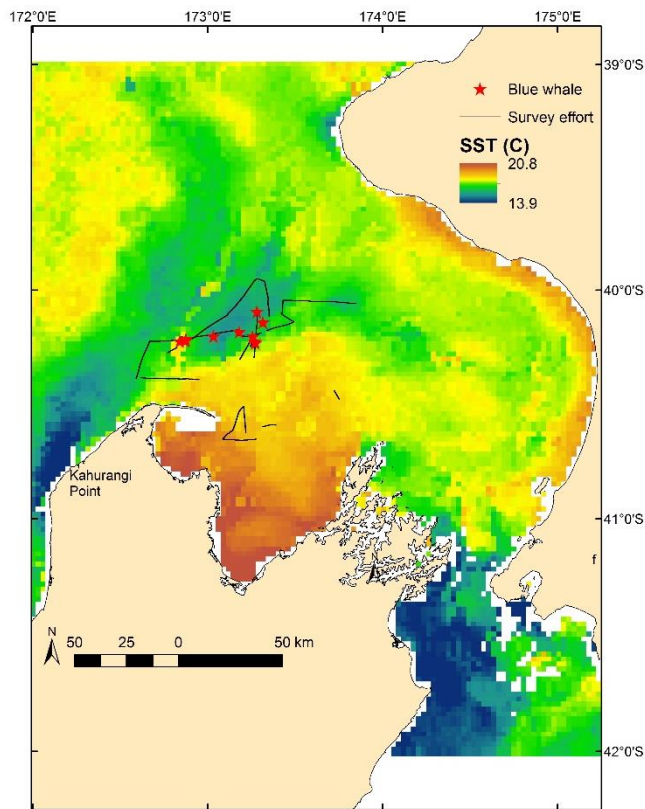 172°0'E 173°0'E 174°0'E 175°0'E
39°0'S
Blue whale
Survey effort
SST (C)
20.8
13.9
40°0'S
Kahurangi
Point
41°0'S
f
N
50 25 0 50 km
42°0'S